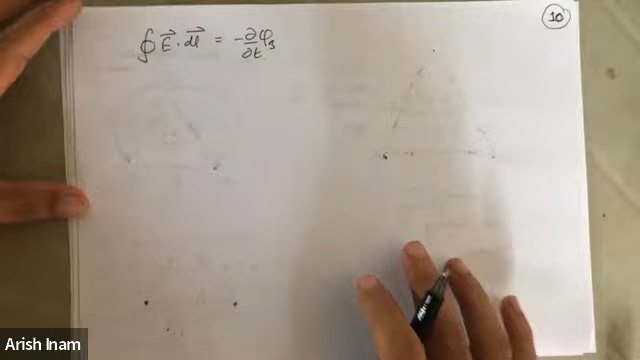 10
∮ E⃗ · dl⃗ = -∂φ_B/∂t
Arish Inam